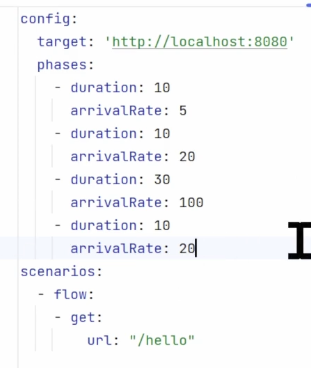 config:
  target: 'http://localhost:8080'
  phases:
    - duration: 10
      arrivalRate: 5
    - duration: 10
      arrivalRate: 20
    - duration: 30
      arrivalRate: 100
    - duration: 10
      arrivalRate: 20
scenarios:
  - flow:
    - get:
        url: "/hello"